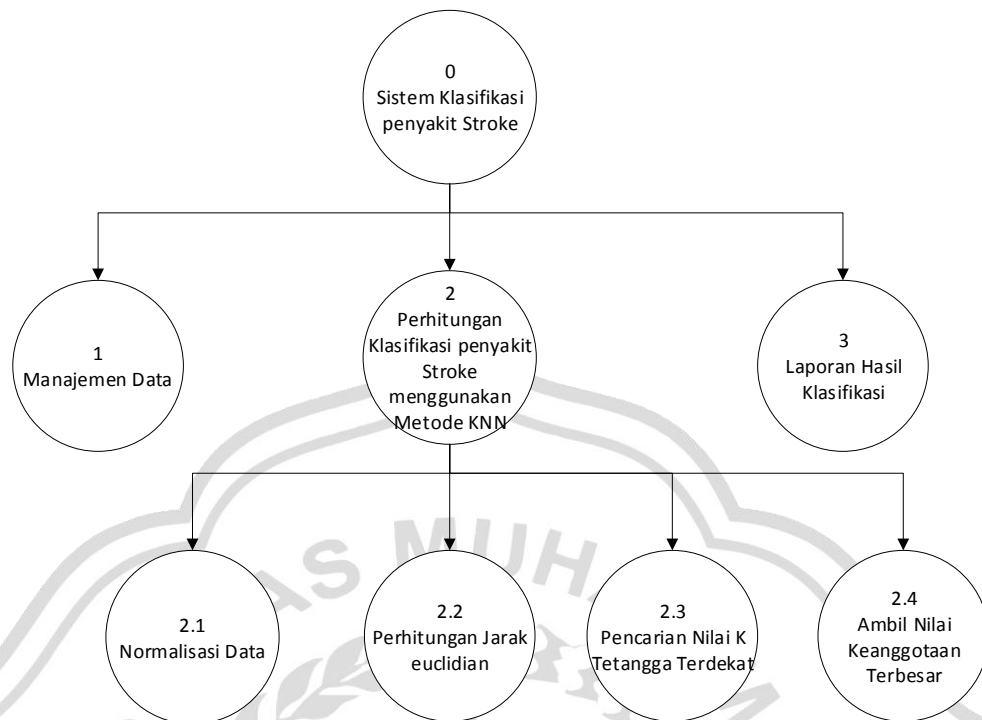 0
Sistem Klasifikasi
penyakit Stroke
1
Manajemen Data
2
Perhitungan
Klasifikasi penyakit
Stroke
menggunakan
Metode KNN
3
Laporan Hasil
Klasifikasi
2.1
Normalisasi Data
2.2
Perhitungan Jarak
euclidian
2.3
Pencarian Nilai K
Tetangga Terdekat
2.4
Ambil Nilai
Keanggotaan
Terbesar
AS MUH